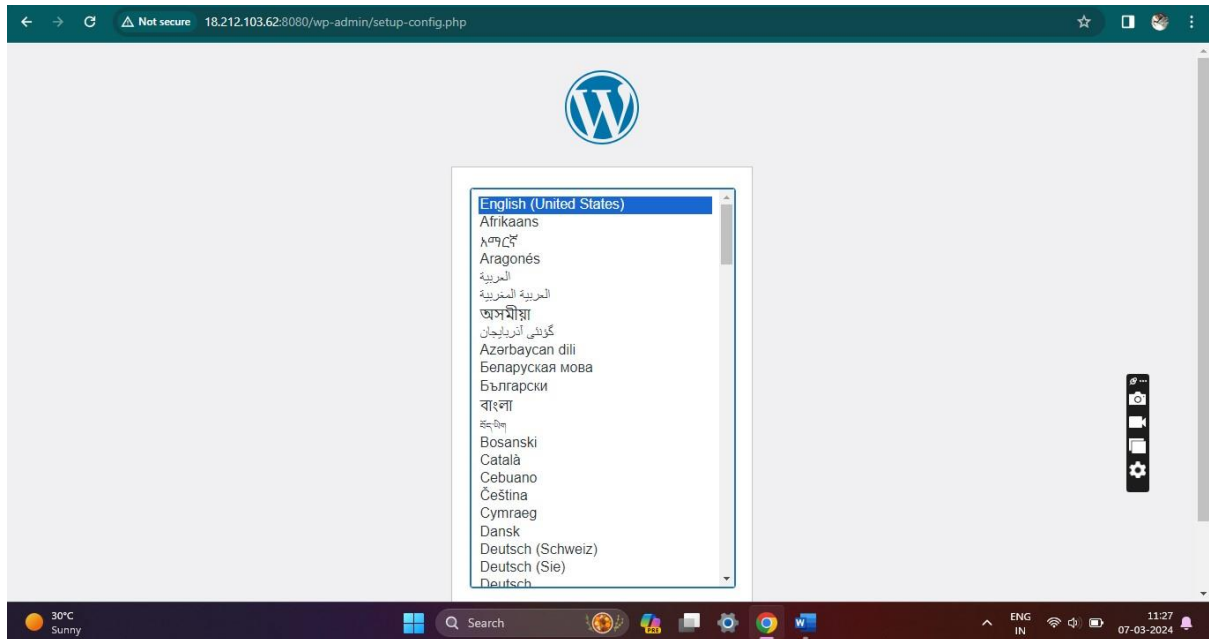 Not secure 18.212.103.62:8080/wp-admin/setup-config.php
English (United States)
Afrikaans
አማርኛ
Aragonés
العربية
العربية المغربية
অসমীয়া
گؤنئی آذربایجان
Azərbaycan dili
Беларуская мова
Български
বাংলা
བོད་ཡིག
Bosanski
Català
Cebuano
Čeština
Cymraeg
Dansk
Deutsch (Schweiz)
Deutsch (Sie)
Deutsch
30°C
Sunny
Search
PRE
ENG
IN
11:27
07-03-2024